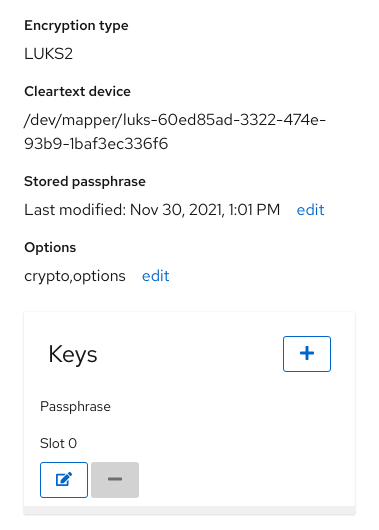 Encryption type
LUKS2
Cleartext device
/dev/mapper/luks-60ed85ad-3322-474e-
93b9-1baf3ec336f6
Stored passphrase
Last modified: Nov 30, 2021, 1:01 PM edit
Options
crypto,options edit
Keys
Passphrase
Slot 0